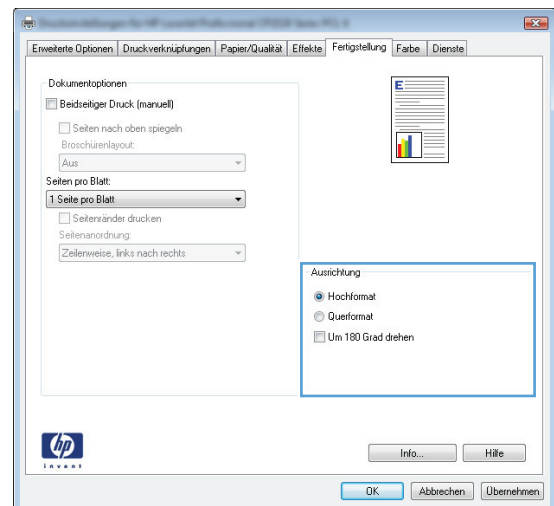 Erweiterte Optionen Druckverknüpfungen Papier/Qualität Effekte Fertigstellung Farbe Dienste
Dokumentoptionen
Beidseitiger Druck (manuell)
Seiten nach oben spiegeln
Broschürenlayout:
Aus
Seiten pro Blatt:
1 Seite pro Blatt
Seitenränder drucken
Seitenanordnung:
Zeilenweise, links nach rechts
E
Ausrichtung
Hochformat
Querformat
Um 180 Grad drehen
hp
invent
Info... Hilfe
OK Abbrechen Übernehmen